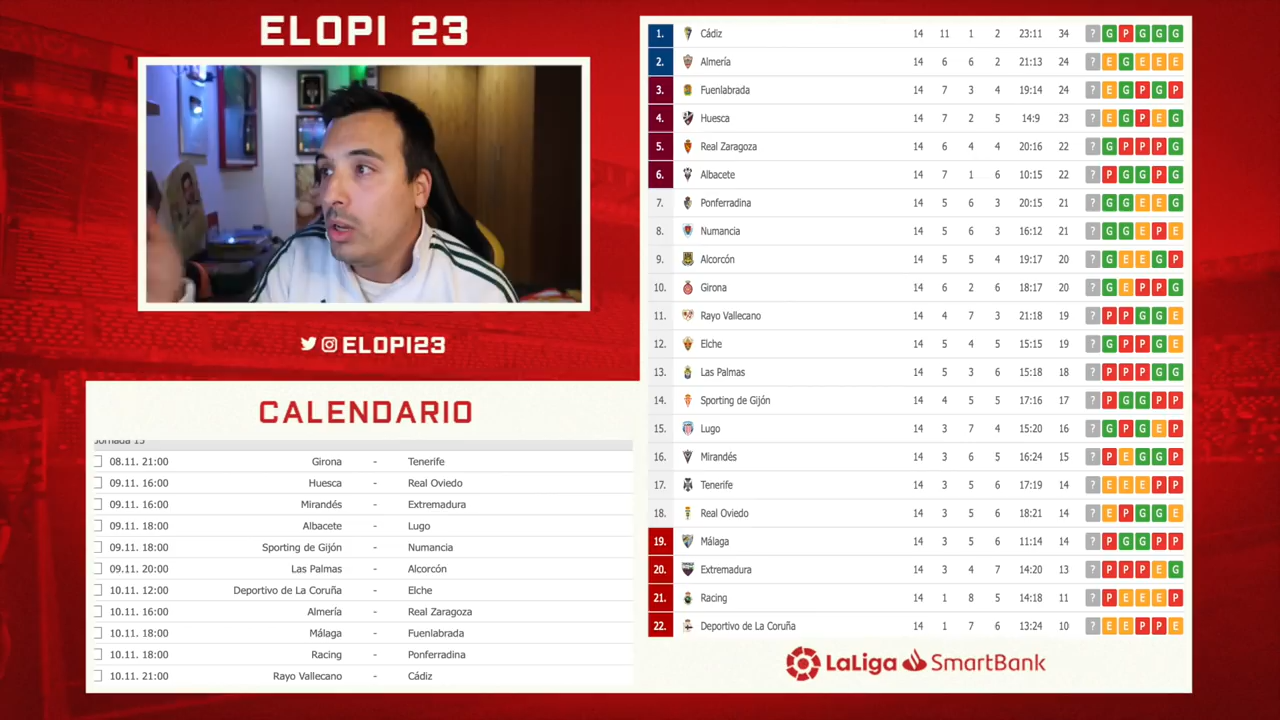 ELOPI 23
ELOPI23
CALENDARIO
Jornada 15
08.11. 21:00 Girona - Tenerife
09.11. 16:00 Huesca - Real Oviedo
09.11. 16:00 Mirandés - Extremadura
09.11. 18:00 Albacete - Lugo
09.11. 18:00 Sporting de Gijón - Numancia
09.11. 20:00 Las Palmas - Alcorcón
10.11. 12:00 Deportivo de La Coruña - Elche
10.11. 16:00 Almería - Real Zaragoza
10.11. 18:00 Málaga - Fuenlabrada
10.11. 18:00 Racing - Ponferradina
10.11. 21:00 Rayo Vallecano - Cádiz
1. Cádiz 14 11 1 2 23:11 34 ? G P G G G
2. Almería 14 6 6 2 21:13 24 ? E G E E E
3. Fuenlabrada 14 7 3 4 19:14 24 ? E G P G P
4. Huesca 14 7 2 5 14:9 23 ? E G P E G
5. Real Zaragoza 14 6 4 4 20:16 22 ? G P P P G
6. Albacete 14 7 1 6 10:15 22 ? P G G P G
7. Ponferradina 14 5 6 3 20:15 21 ? G G E E G
8. Numancia 14 5 6 3 16:12 21 ? G G E P E
9. Alcorcón 14 5 5 4 19:17 20 ? G E E G P
10. Girona 14 6 2 6 18:17 20 ? G E P P G
11. Rayo Vallecano 14 4 7 3 21:18 19 ? P P G G E
12. Elche 14 5 4 5 15:15 19 ? G P P G E
13. Las Palmas 14 5 3 6 15:18 18 ? P P P G G
14. Sporting de Gijón 14 4 5 5 17:16 17 ? P G G P P
15. Lugo 14 3 7 4 15:20 16 ? G P G E P
16. Mirandés 14 3 6 5 16:24 15 ? P E G G P
17. Tenerife 14 3 5 6 17:19 14 ? E E E P P
18. Real Oviedo 14 3 5 6 18:21 14 ? E P G G E
19. Málaga 14 3 5 6 11:14 14 ? P G G P P
20. Extremadura 14 3 4 7 14:20 13 ? P P P E G
21. Racing 14 1 8 5 14:18 11 ? P E E E P
22. Deportivo de La Coruña 14 1 7 6 13:24 10 ? E E P P E
LaLiga SmartBank